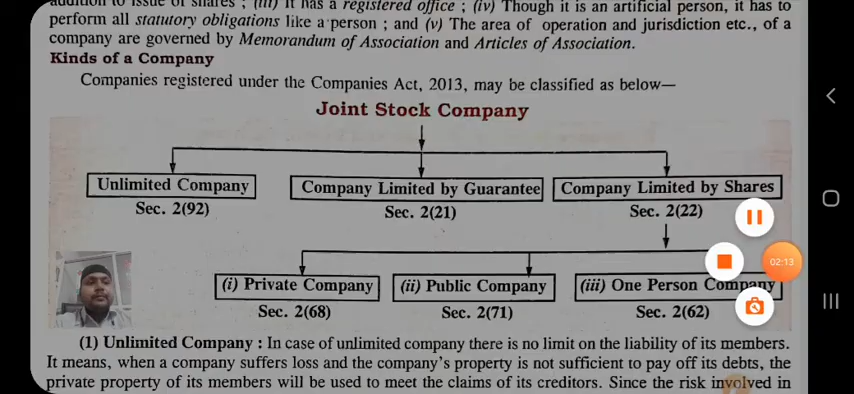 addition to issue of shares ; (iii) It has a registered office ; (iv) Though it is an artificial person, it has to
perform all statutory obligations like a person ; and (v) The area of operation and jurisdiction etc., of a
company are governed by Memorandum of Association and Articles of Association.
Kinds of a Company
Companies registered under the Companies Act, 2013, may be classified as below—
Joint Stock Company
Unlimited Company
Company Limited by Guarantee
Company Limited by Shares
Sec. 2(92)
Sec. 2(21)
Sec. 2(22)
02:13
(i) Private Company
(ii) Public Company
(iii) One Person Company
Sec. 2(68)
Sec. 2(71)
Sec. 2(62)
(1) Unlimited Company : In case of unlimited company there is no limit on the liability of its members.
It means, when a company suffers loss and the company's property is not sufficient to pay off its debts, the
private property of its members will be used to meet the claims of its creditors. Since the risk involved in